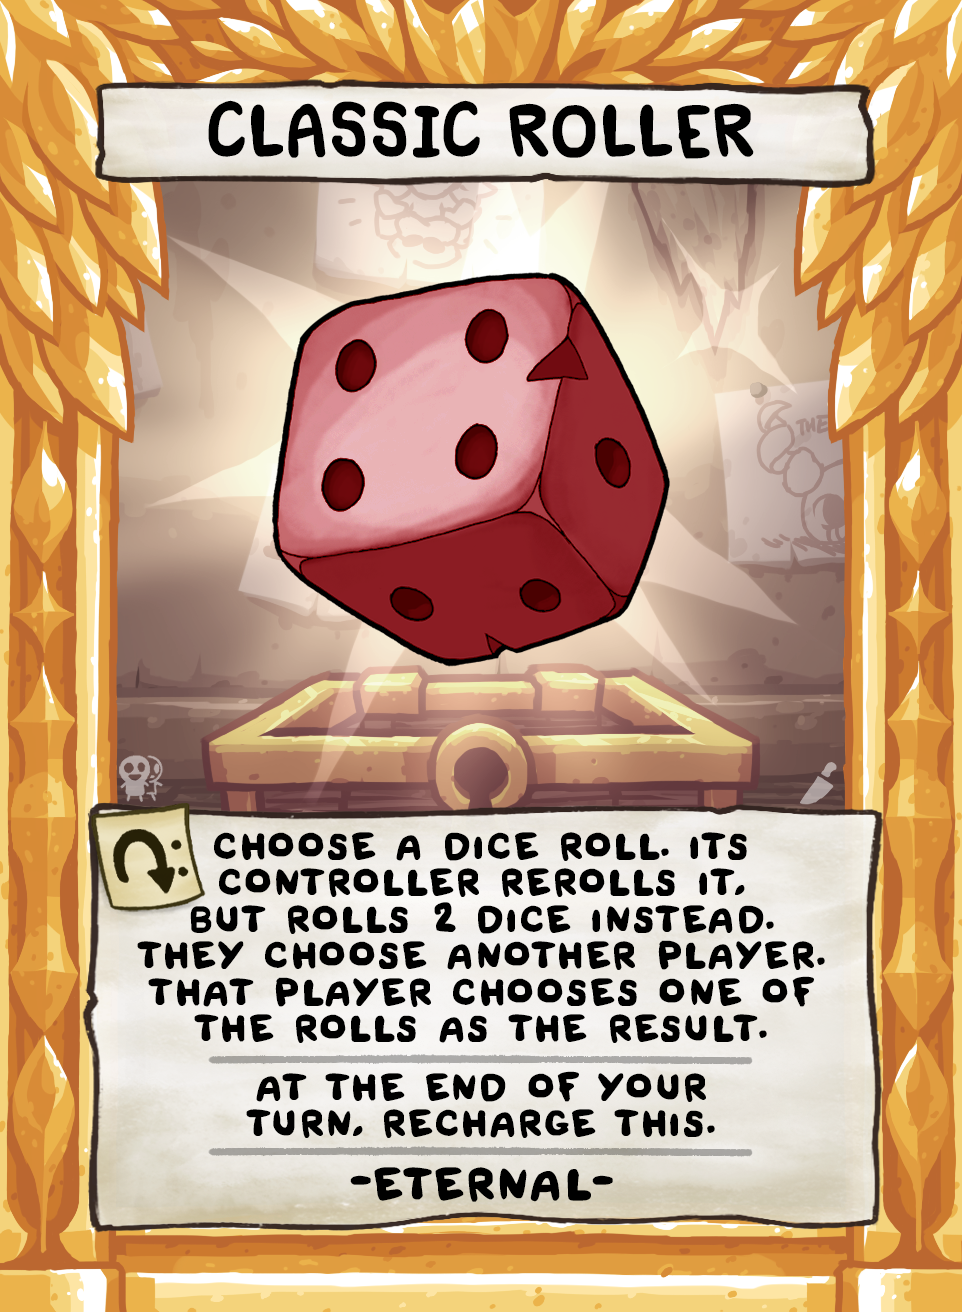 CLASSIC ROLLER
THE
CHOOSE A DICE ROLL. ITS
CONTROLLER REROLLS IT,
BUT ROLLS 2 DICE INSTEAD.
THEY CHOOSE ANOTHER PLAYER.
THAT PLAYER CHOOSES ONE OF
THE ROLLS AS THE RESULT.
AT THE END OF YOUR
TURN, RECHARGE THIS.
-ETERNAL-